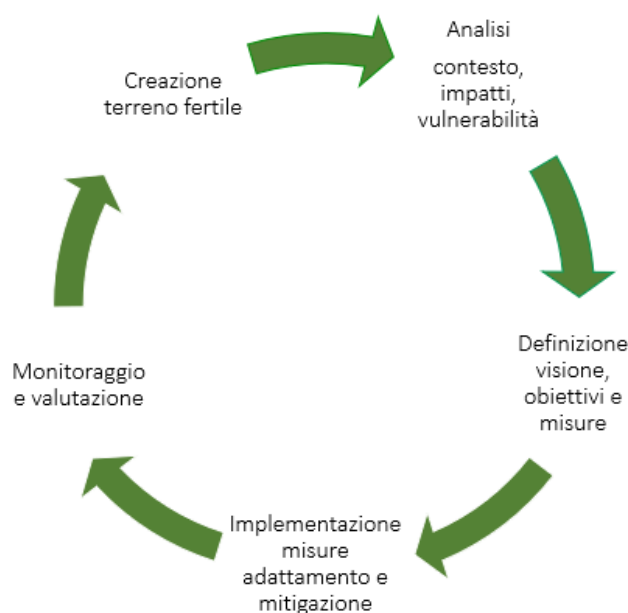 Creazione
terreno fertile
Analisi
contesto,
impatti,
vulnerabilità
Definizione
visione,
obiettivi e
misure
Implementazione
misure
adattamento e
mitigazione
Monitoraggio
e valutazione